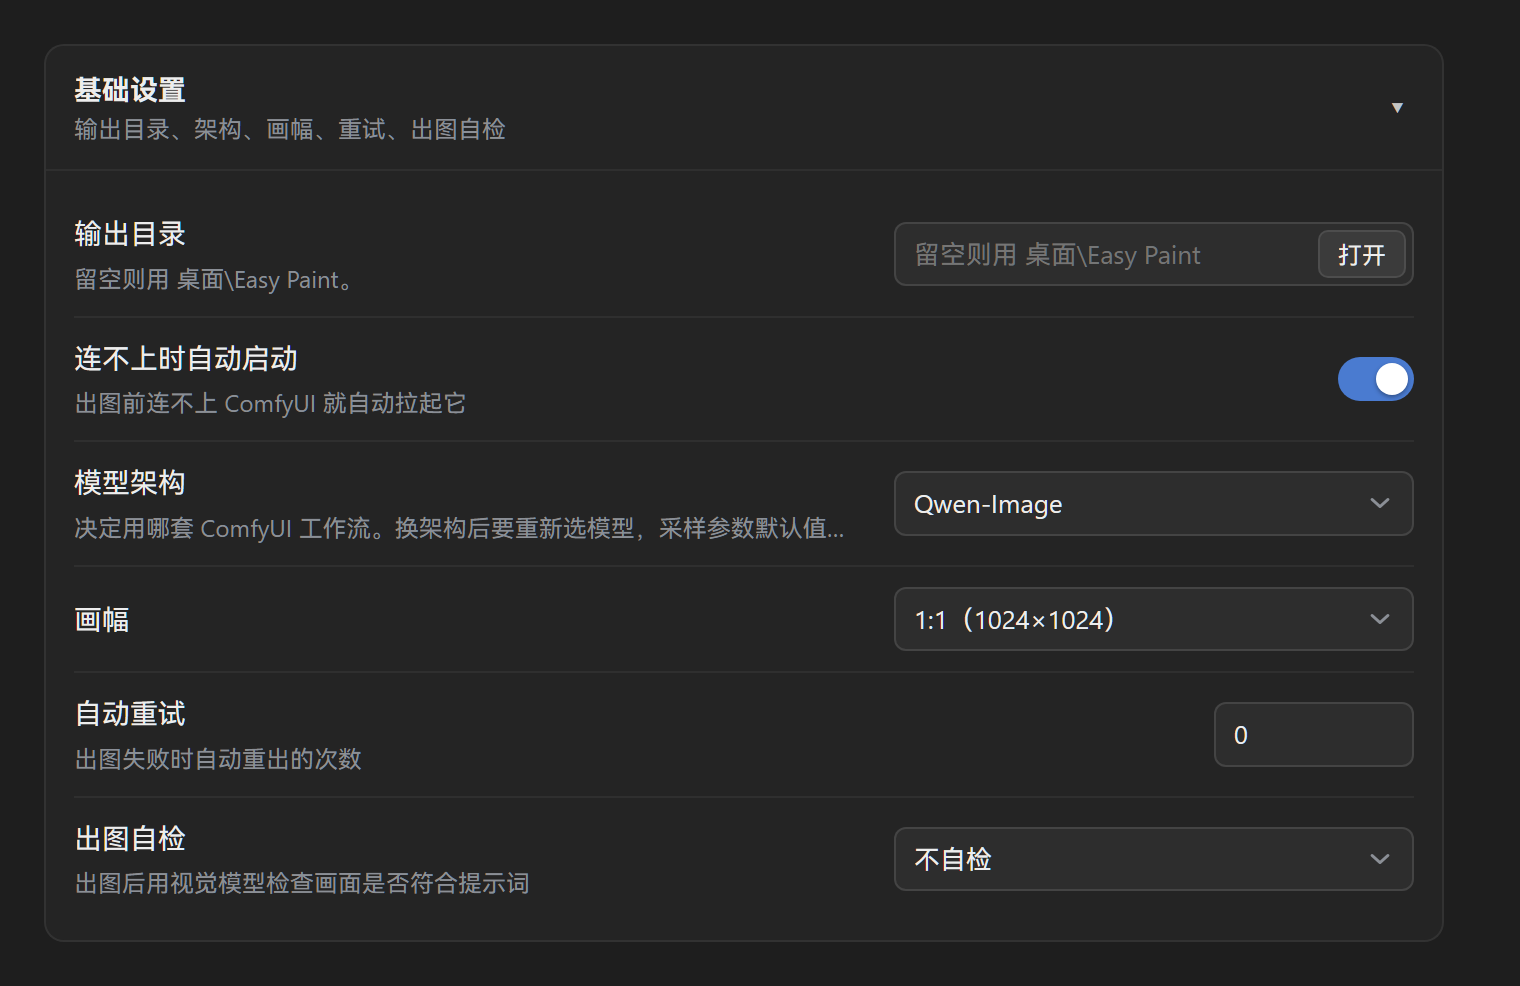 基础设置
输出目录、架构、画幅、重试、出图自检
▼
输出目录
留空则用 桌面\Easy Paint。
留空则用 桌面\Easy Paint
打开
连不上时自动启动
出图前连不上 ComfyUI 就自动拉起它
模型架构
决定用哪套 ComfyUI 工作流。换架构后要重新选模型，采样参数默认值...
Qwen-Image
画幅
1:1（1024×1024）
自动重试
出图失败时自动重出的次数
0
出图自检
出图后用视觉模型检查画面是否符合提示词
不自检